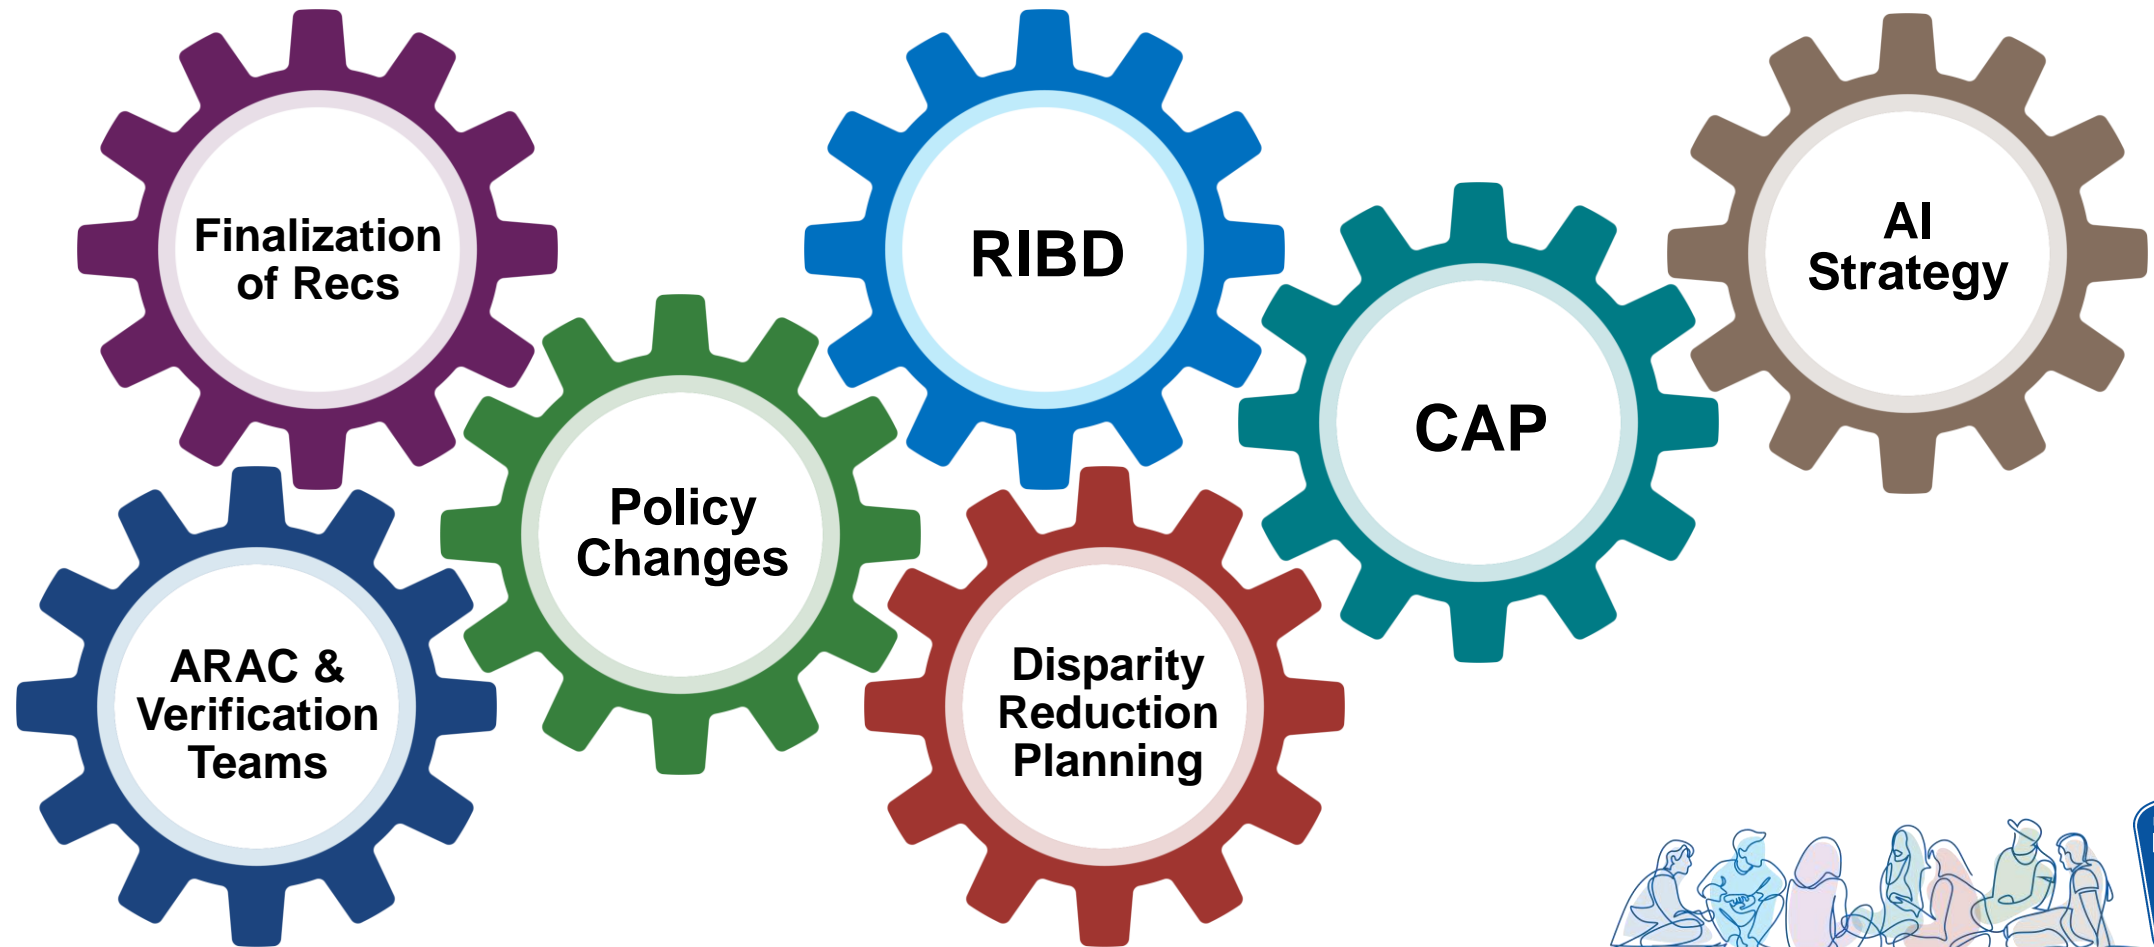 Finalization
of Recs
RIBD
AI
Strategy
CAP
Policy
Changes
ARAC &
Verification
Teams
Disparity
Reduction
Planning